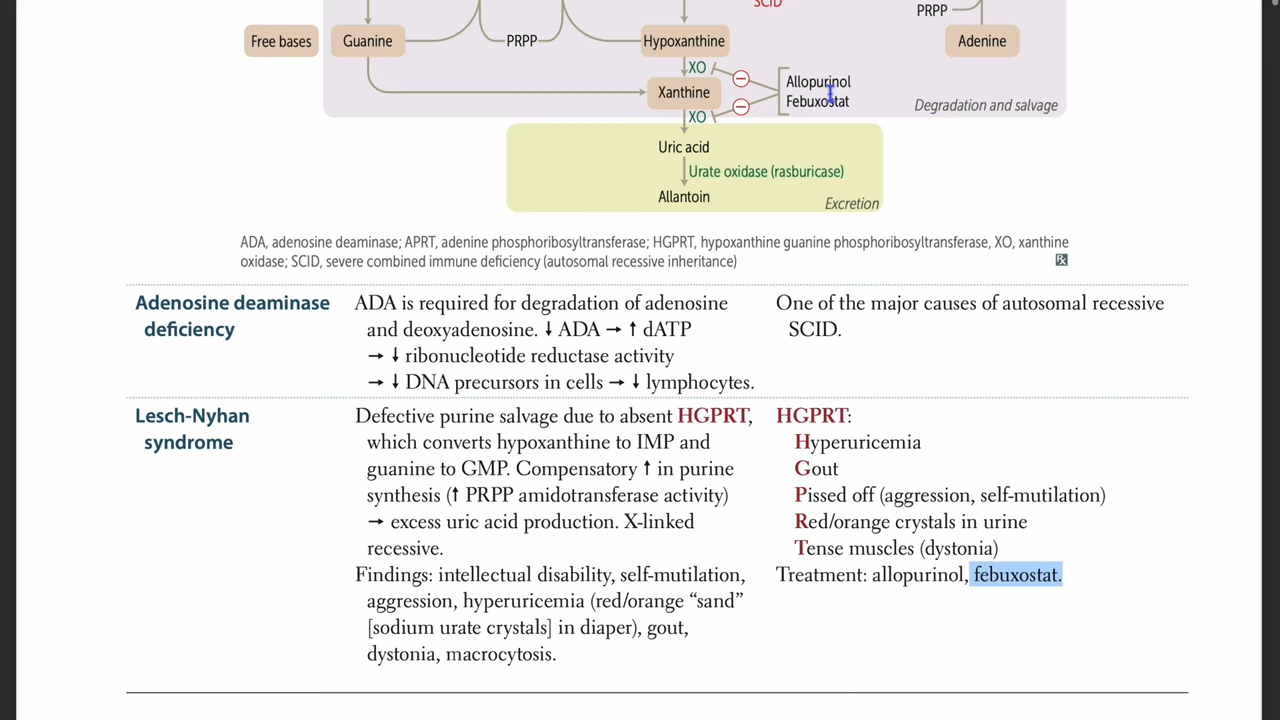 SCID
PRPP
Free bases
Guanine
PRPP
Hypoxanthine
Adenine
XO
Allopurinol
Xanthine
Febuxostat
Degradation and salvage
XO
Uric acid
Urate oxidase (rasburicase)
Allantoin
Excretion
ADA, adenosine deaminase; APRT, adenine phosphoribosyltransferase; HGPRT, hypoxanthine guanine phosphoribosyltransferase, XO, xanthine
oxidase; SCID, severe combined immune deficiency (autosomal recessive inheritance)
Rx
Adenosine deaminase
deficiency
ADA is required for degradation of adenosine
and deoxyadenosine. ↓ ADA → ↑ dATP
→ ↓ ribonucleotide reductase activity
→ ↓ DNA precursors in cells → ↓ lymphocytes.
One of the major causes of autosomal recessive
SCID.
Lesch-Nyhan
syndrome
Defective purine salvage due to absent HGPRT,
which converts hypoxanthine to IMP and
guanine to GMP. Compensatory ↑ in purine
synthesis (↑ PRPP amidotransferase activity)
→ excess uric acid production. X-linked
recessive.
Findings: intellectual disability, self-mutilation,
aggression, hyperuricemia (red/orange “sand”
[sodium urate crystals] in diaper), gout,
dystonia, macrocytosis.
HGPRT:
Hyperuricemia
Gout
Pissed off (aggression, self-mutilation)
Red/orange crystals in urine
Tense muscles (dystonia)
Treatment: allopurinol, febuxostat.